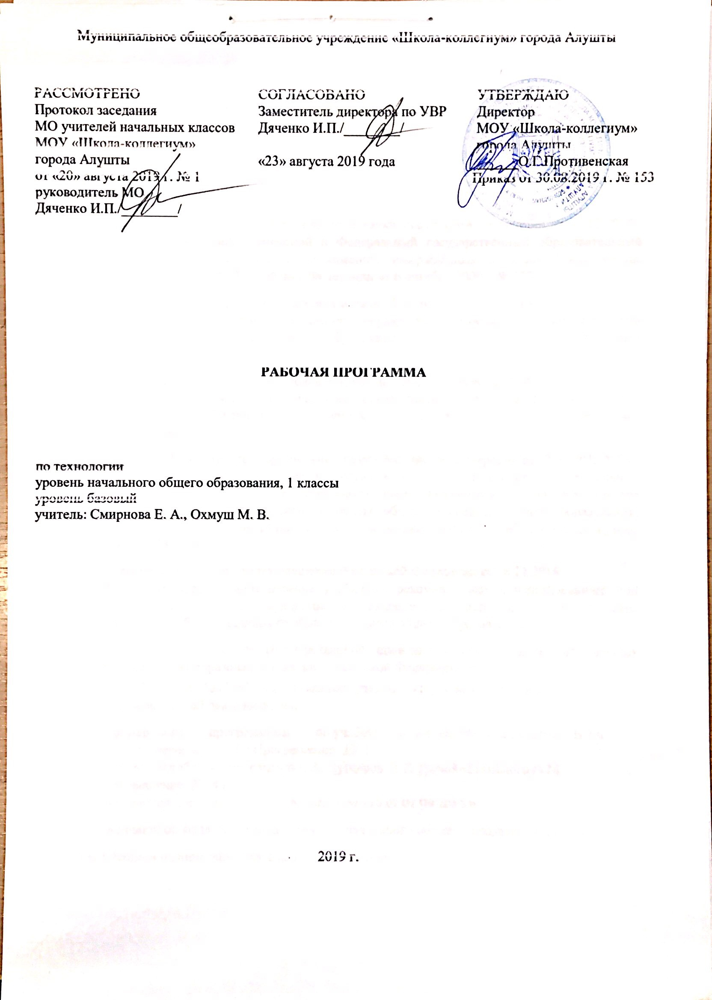 Муниципальное общеобразовательное учреждение «Школа-коллегиум» города Алушты
РАССМОТРЕНО
Протокол заседания
МО учителей начальных классов
МОУ «Школа-коллегиум»
города Алушты
от «20» августа 2019 г. № 1
руководитель МО
Дяченко И.П./________/
СОГЛАСОВАНО
Заместитель директора по УВР
Дяченко И.П./________/
«23» августа 2019 года
УТВЕРЖДАЮ
Директор
МОУ «Школа-коллегиум»
города Алушты
______О.Г.Противенская
Приказ от 30.08.2019 г. № 153
РАБОЧАЯ ПРОГРАММА
по технологии
уровень начального общего образования, 1 классы
уровень базовый
учитель: Смирнова Е. А., Охмуш М. В.
2019 г.